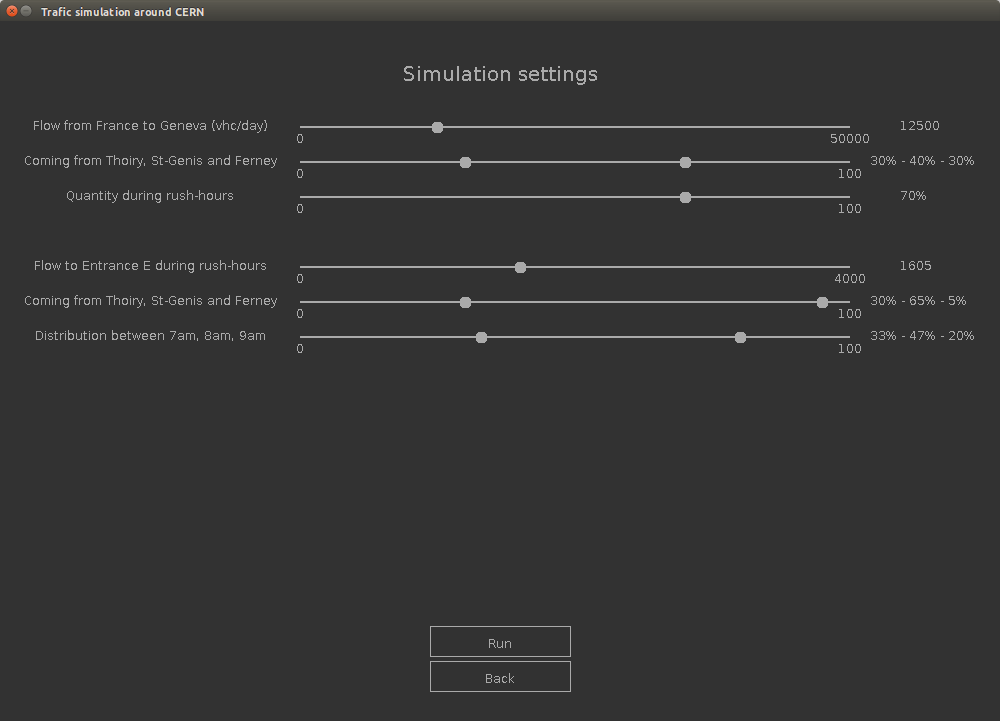 Trafic simulation around CERN
Simulation settings
Flow from France to Geneva (vhc/day) 12500
0 50000
Coming from Thoiry, St-Genis and Ferney 30% - 40% - 30%
0 100
Quantity during rush-hours 70%
0 100
Flow to Entrance E during rush-hours 1605
0 4000
Coming from Thoiry, St-Genis and Ferney 30% - 65% - 5%
0 100
Distribution between 7am, 8am, 9am 33% - 47% - 20%
0 100
Run
Back